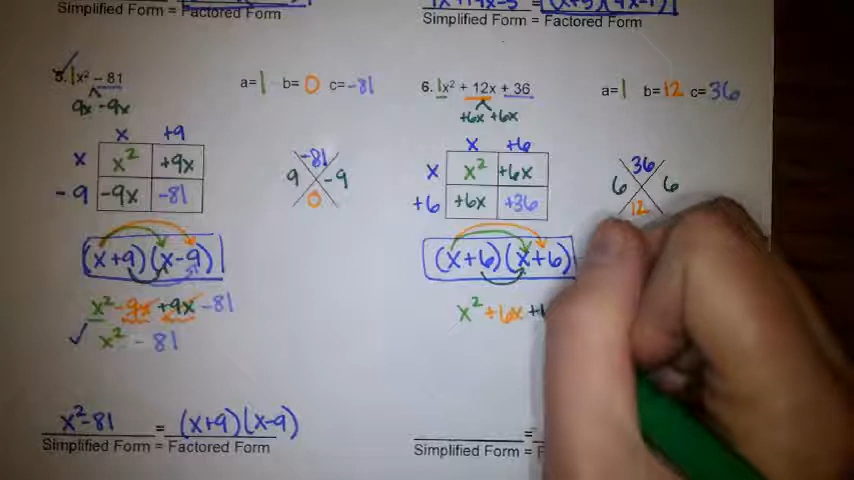 Simplified Form = Factored Form
Simplified Form = Factored Form
5. 1x² - 81
a=1 b=0 c=-81
9x -9x
x +9
x x² +9x
-9 -9x -81
-81
9 -9
0
(x+9)(x-9)
x² -9x +9x -81
✓ x² - 81
x²-81 = (x+9)(x-9)
Simplified Form = Factored Form
6. 1x² + 12x + 36
a=1 b=12 c=36
+6x +6x
x +6
x x² +6x
+6 +6x +36
36
6 6
12
(x+6)(x+6)
x² +6x +
=
Simplified Form = F